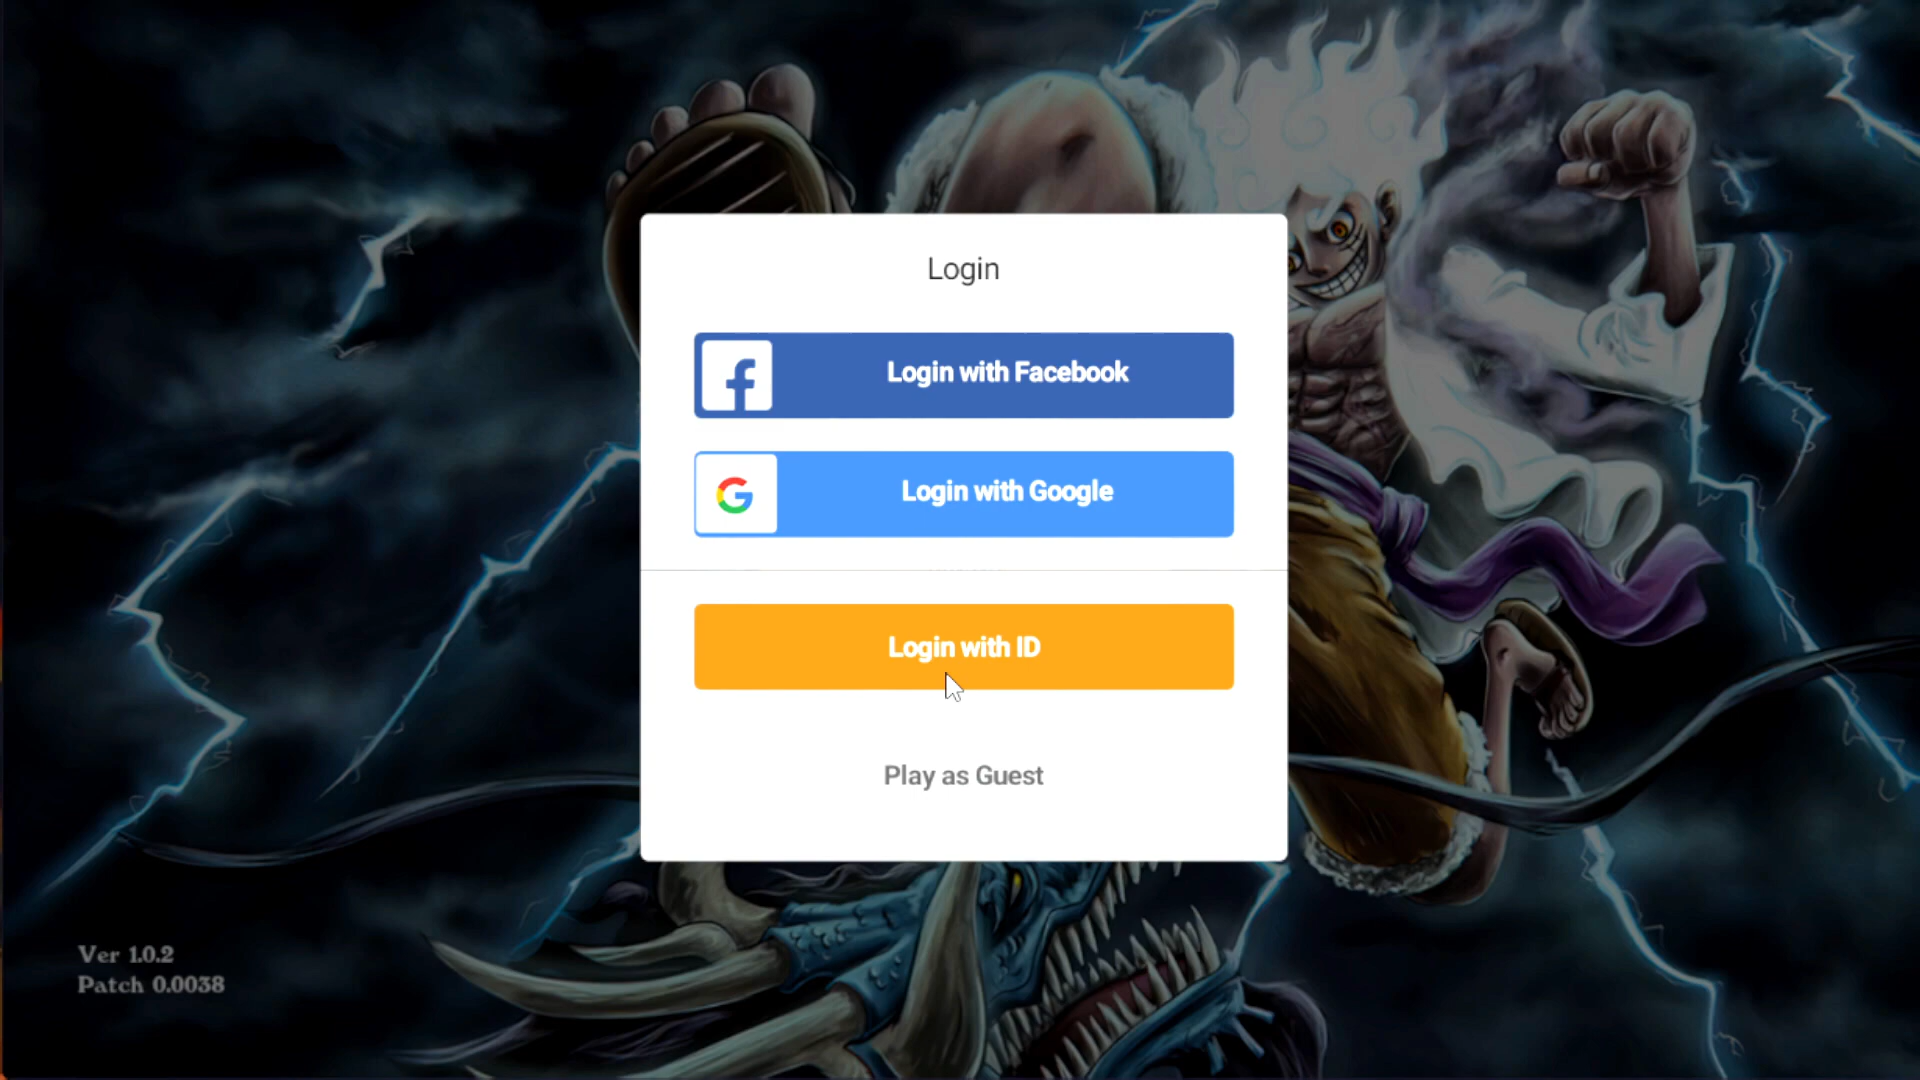 Login
Login with Facebook
Login with Google
Login with ID
Play as Guest
Ver 1.0.2
Patch 0.0038